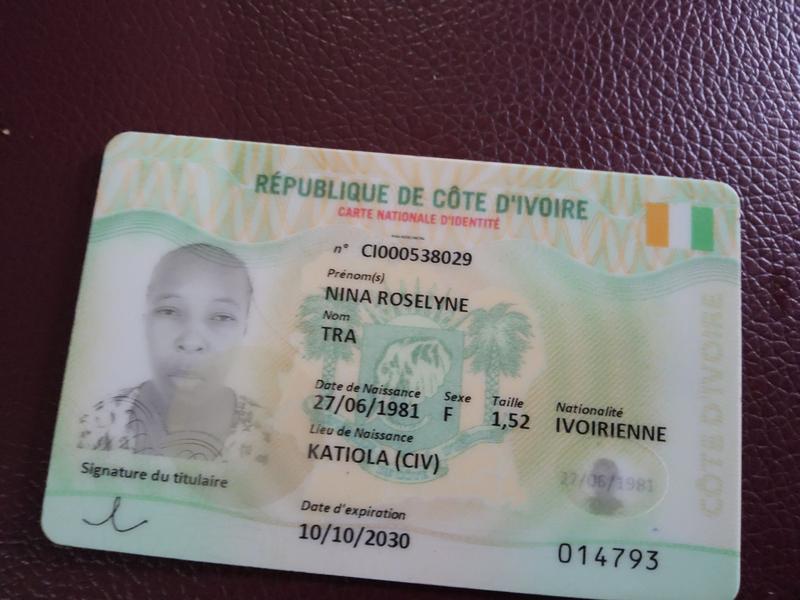 RÉPUBLIQUE DE CÔTE D'IVOIRE
CARTE NATIONALE D'IDENTITÉ
n° CI000538029
Prénom(s)
NINA ROSELYNE
Nom
TRA
Date de Naissance Sexe Taille Nationalité
27/06/1981 F 1,52 IVOIRIENNE
Lieu de Naissance
KATIOLA (CIV)
27/06/1981
Signature du titulaire
Date d'expiration
10/10/2030
014793
CÔTE D'IVOIRE